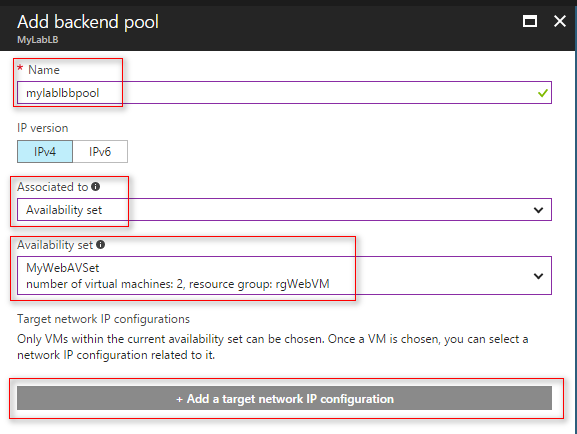 Add backend pool
MyLabLB
* Name
mylablbbpool
IP version
IPv4 IPv6
Associated to
Availability set
Availability set
MyWebAVSet
number of virtual machines: 2, resource group: rgWebVM
Target network IP configurations
Only VMs within the current availability set can be chosen. Once a VM is chosen, you can select a
network IP configuration related to it.
+ Add a target network IP configuration